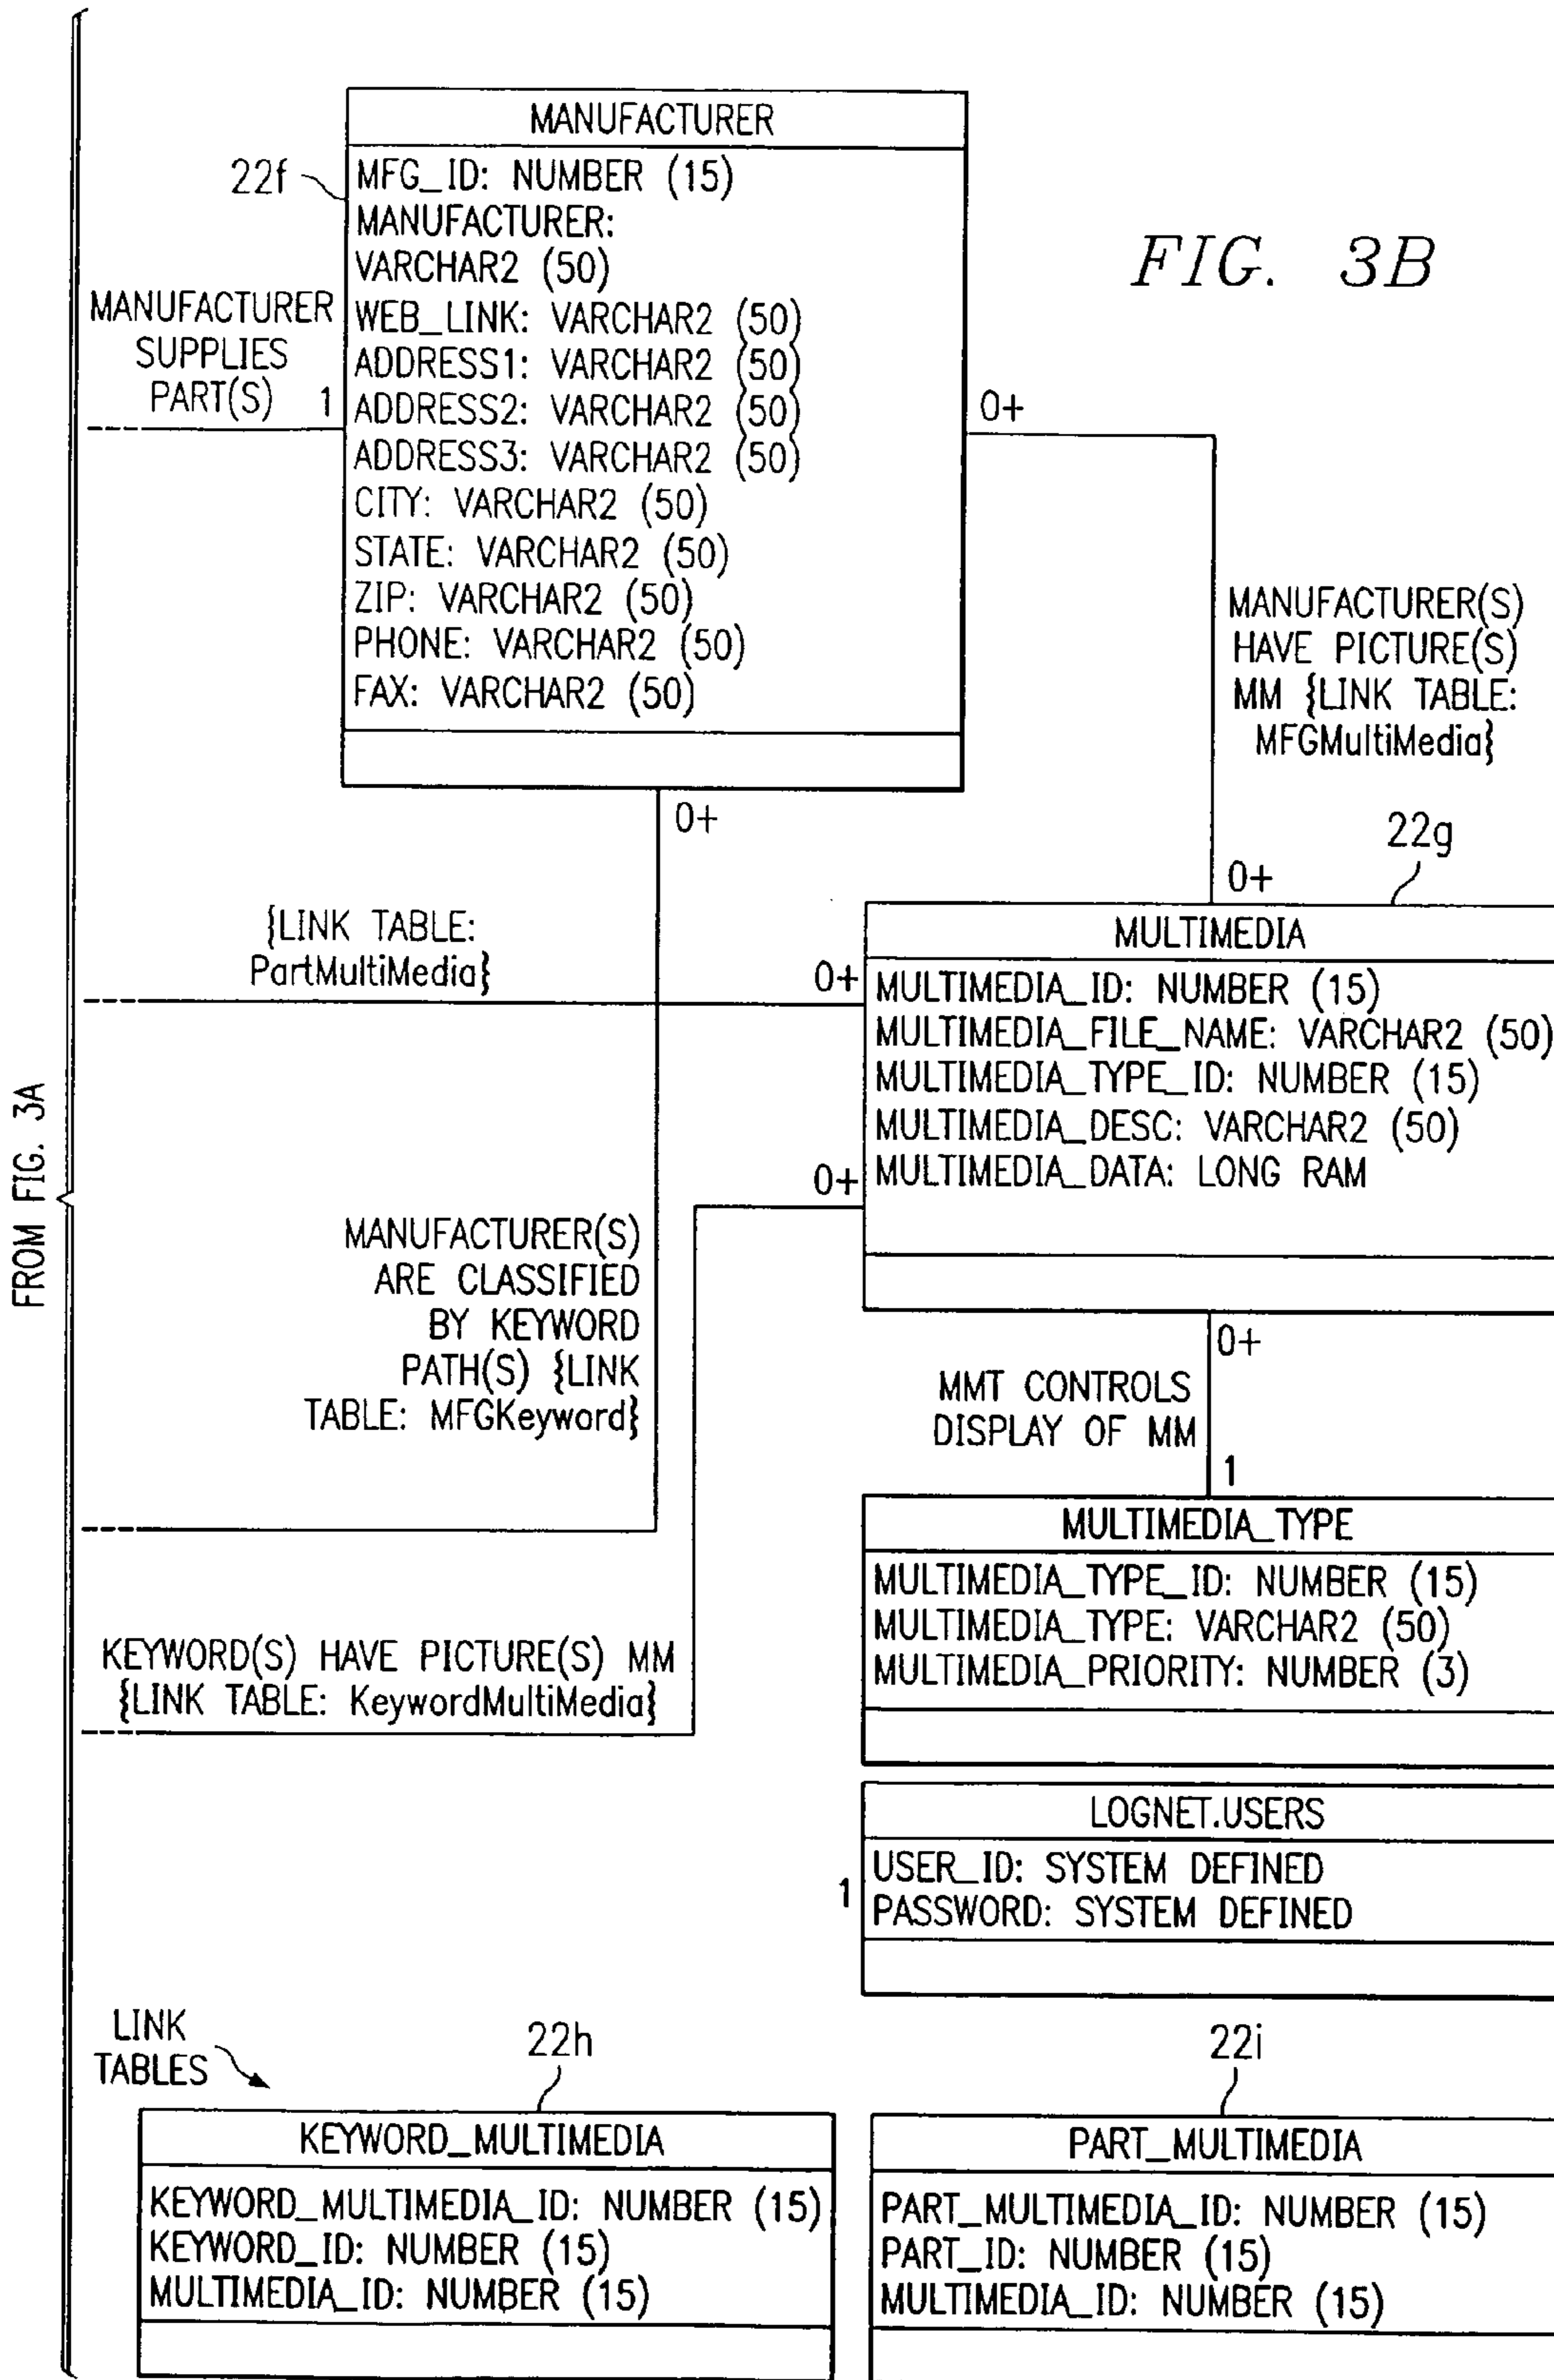 MANUFACTURER
22f
MFG_ID: NUMBER (15)
MANUFACTURER:
VARCHAR2 (50)
WEB_LINK: VARCHAR2 (50)
ADDRESS1: VARCHAR2 (50)
ADDRESS2: VARCHAR2 (50)
ADDRESS3: VARCHAR2 (50)
CITY: VARCHAR2 (50)
STATE: VARCHAR2 (50)
ZIP: VARCHAR2 (50)
PHONE: VARCHAR2 (50)
FAX: VARCHAR2 (50)
FIG. 3B
MANUFACTURER
SUPPLIES
PART(S)
1
0+
MANUFACTURER(S)
HAVE PICTURE(S)
MM {LINK TABLE:
MFGMultiMedia}
0+
0+
22g
{LINK TABLE:
PartMultiMedia}
0+
MULTIMEDIA
MULTIMEDIA_ID: NUMBER (15)
MULTIMEDIA_FILE_NAME: VARCHAR2 (50)
MULTIMEDIA_TYPE_ID: NUMBER (15)
MULTIMEDIA_DESC: VARCHAR2 (50)
MULTIMEDIA_DATA: LONG RAM
0+
FROM FIG. 3A
MANUFACTURER(S)
ARE CLASSIFIED
BY KEYWORD
PATH(S) {LINK
TABLE: MFGKeyword}
0+
MMT CONTROLS
DISPLAY OF MM
1
MULTIMEDIA_TYPE
MULTIMEDIA_TYPE_ID: NUMBER (15)
MULTIMEDIA_TYPE: VARCHAR2 (50)
MULTIMEDIA_PRIORITY: NUMBER (3)
KEYWORD(S) HAVE PICTURE(S) MM
{LINK TABLE: KeywordMultiMedia}
LOGNET.USERS
1
USER_ID: SYSTEM DEFINED
PASSWORD: SYSTEM DEFINED
LINK
TABLES
22h
KEYWORD_MULTIMEDIA
KEYWORD_MULTIMEDIA_ID: NUMBER (15)
KEYWORD_ID: NUMBER (15)
MULTIMEDIA_ID: NUMBER (15)
22i
PART_MULTIMEDIA
PART_MULTIMEDIA_ID: NUMBER (15)
PART_ID: NUMBER (15)
MULTIMEDIA_ID: NUMBER (15)